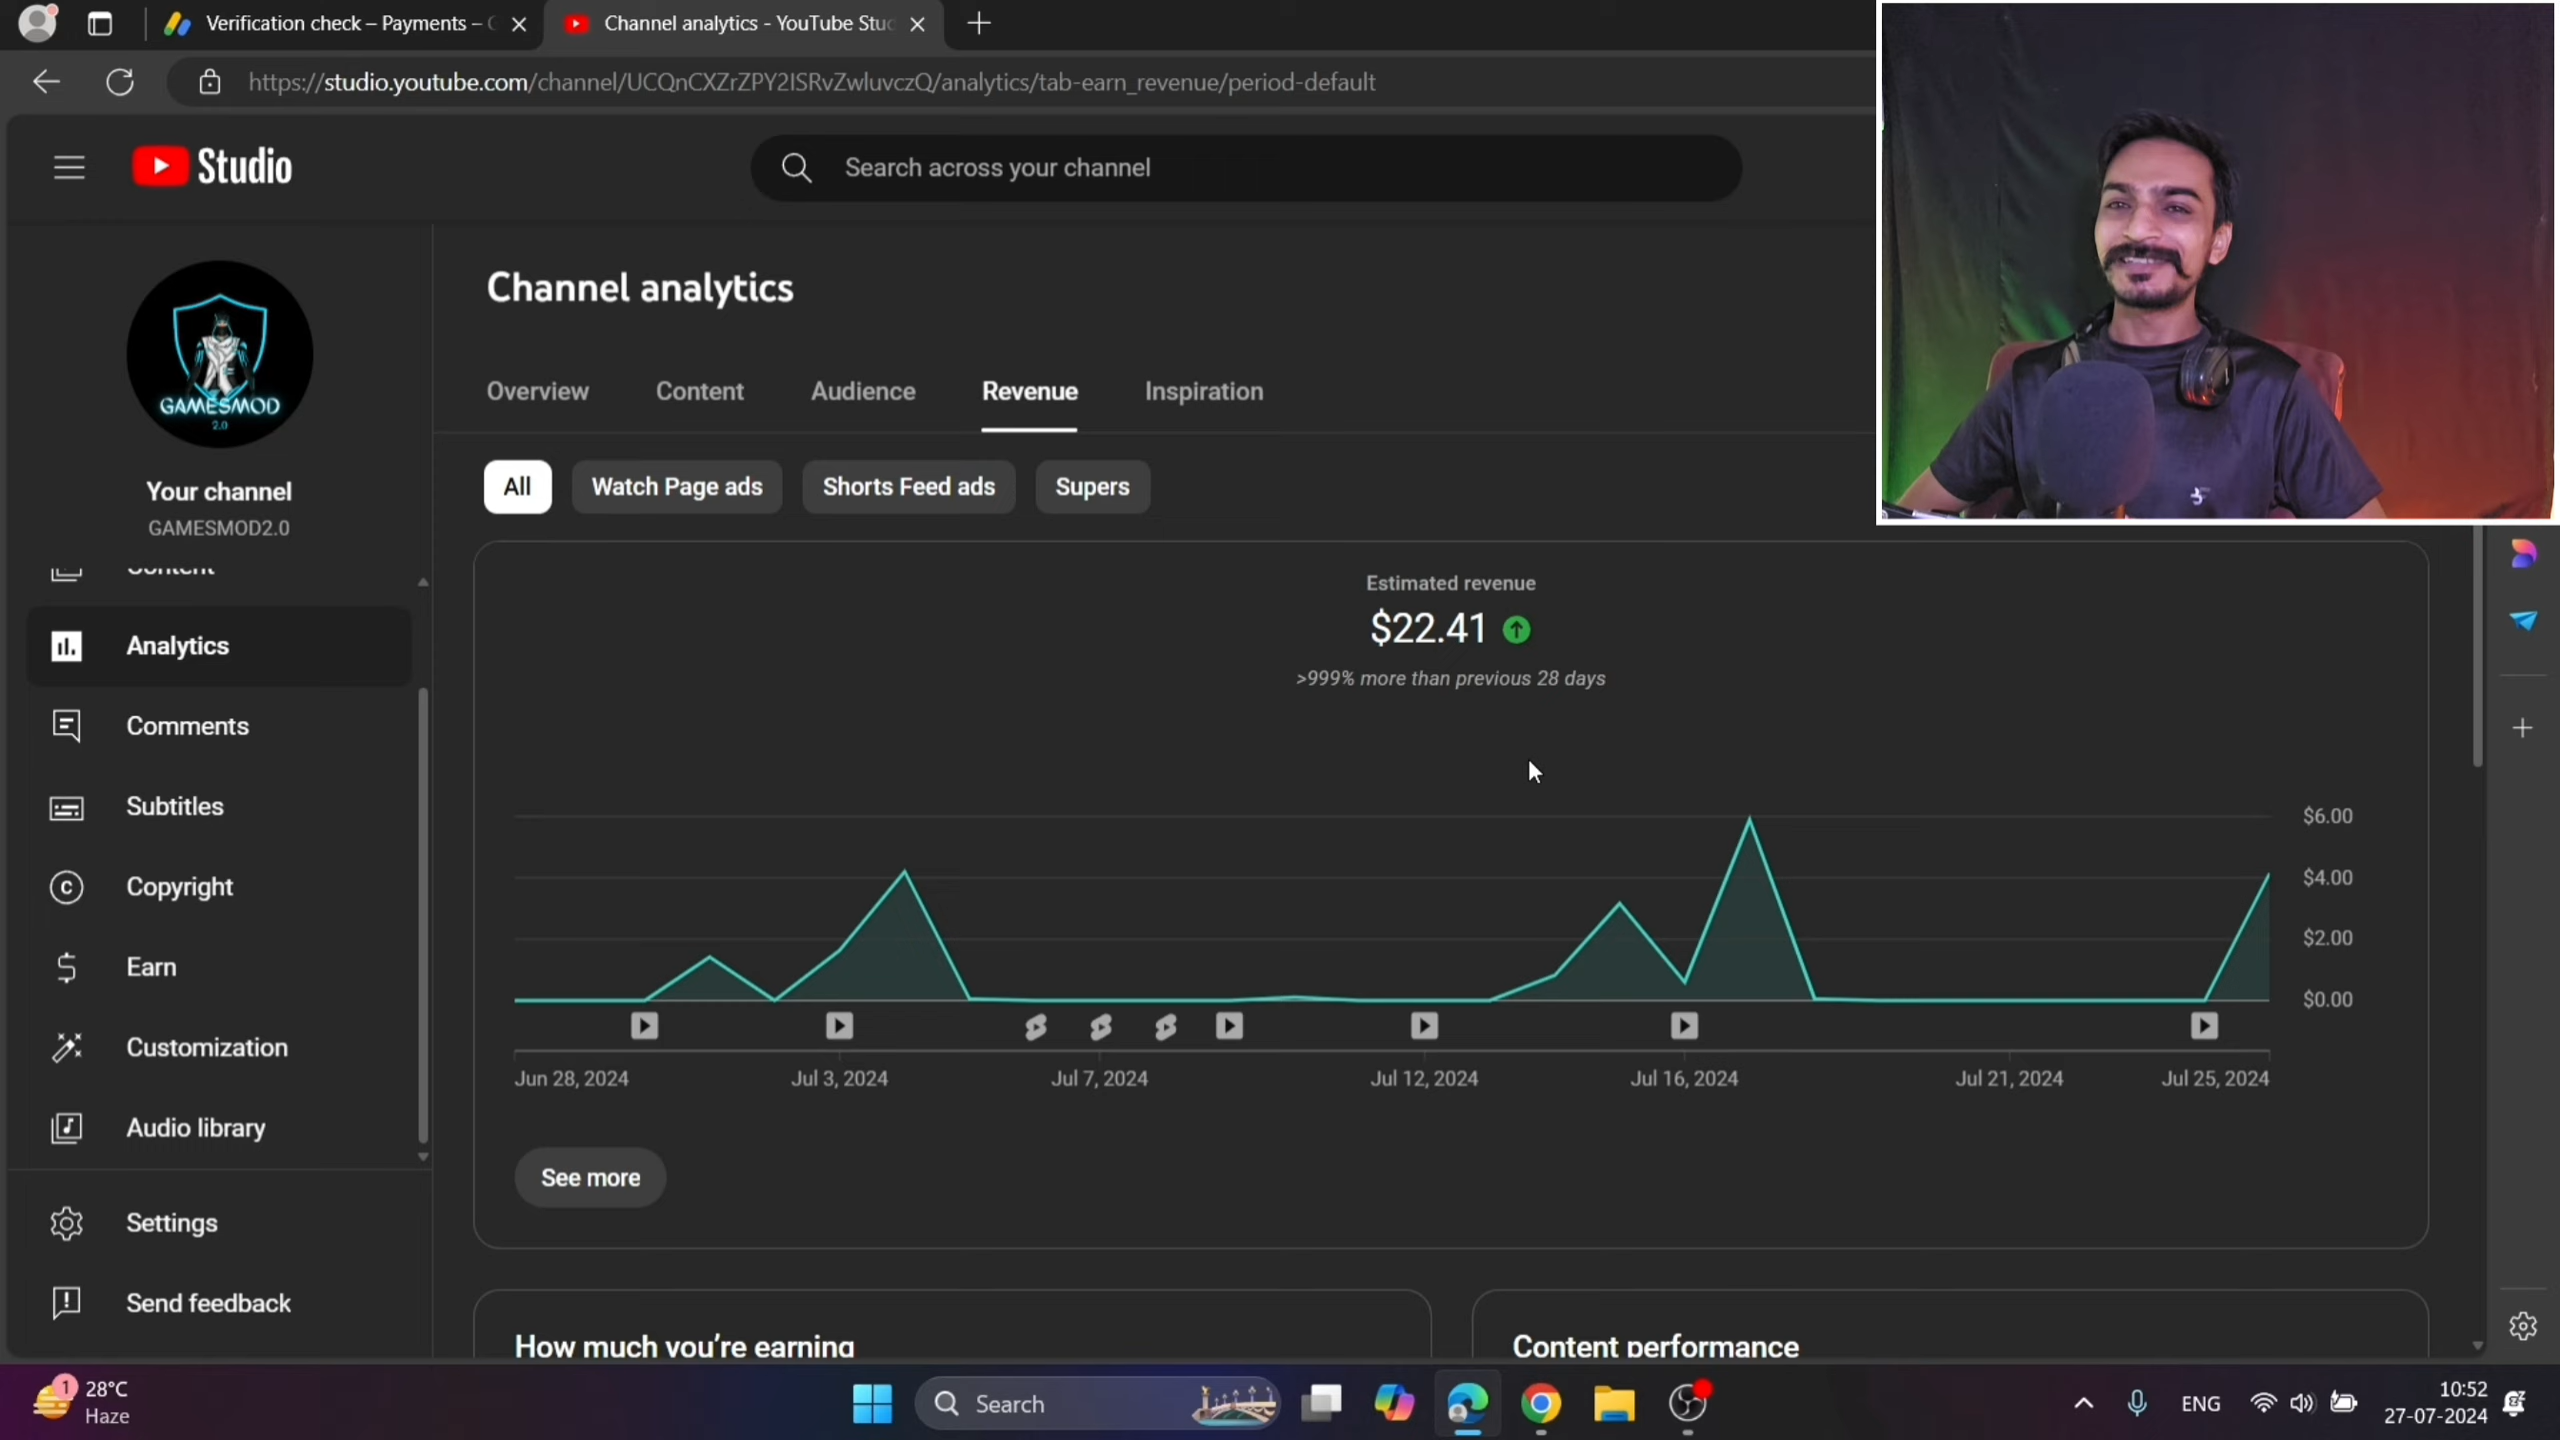 Verification check – Payments –
Channel analytics - YouTube Stud
https://studio.youtube.com/channel/UCQnCXZrZPY2ISRvZwluvczQ/analytics/tab-earn_revenue/period-default
Studio
Search across your channel
GAMESMOD
2.0
Your channel
GAMESMOD2.0
Content
Analytics
Comments
Subtitles
Copyright
Earn
Customization
Audio library
Settings
Send feedback
Channel analytics
Overview
Content
Audience
Revenue
Inspiration
All
Watch Page ads
Shorts Feed ads
Supers
Estimated revenue
$22.41
>999% more than previous 28 days
$6.00
$4.00
$2.00
$0.00
Jun 28, 2024
Jul 3, 2024
Jul 7, 2024
Jul 12, 2024
Jul 16, 2024
Jul 21, 2024
Jul 25, 2024
See more
How much you're earning
Content performance
1
28°C
Haze
Search
ENG
10:52
27-07-2024